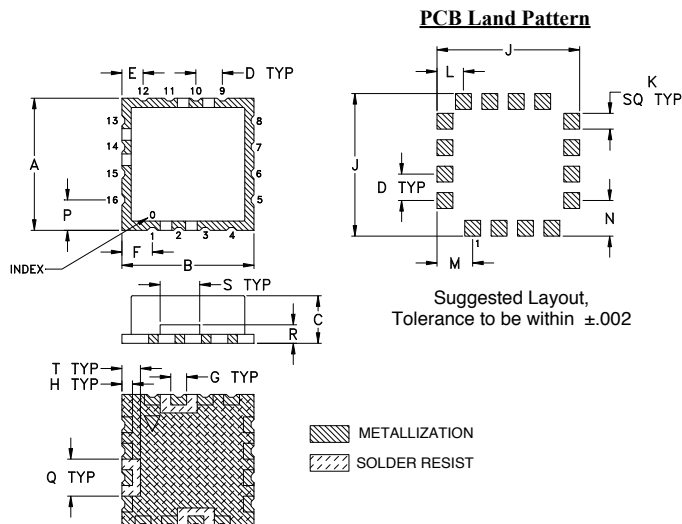 PCB Land Pattern
E
D TYP
12 11 10 9
13
14
15
16
8
7
6
5
A
P
0
1 2 3 4
F
INDEX
B
S TYP
C
R
T TYP
H TYP
G TYP
Q TYP
J
L
K
SQ TYP
J
D TYP
N
1
M
Suggested Layout,
Tolerance to be within ±.002
METALLIZATION
SOLDER RESIST